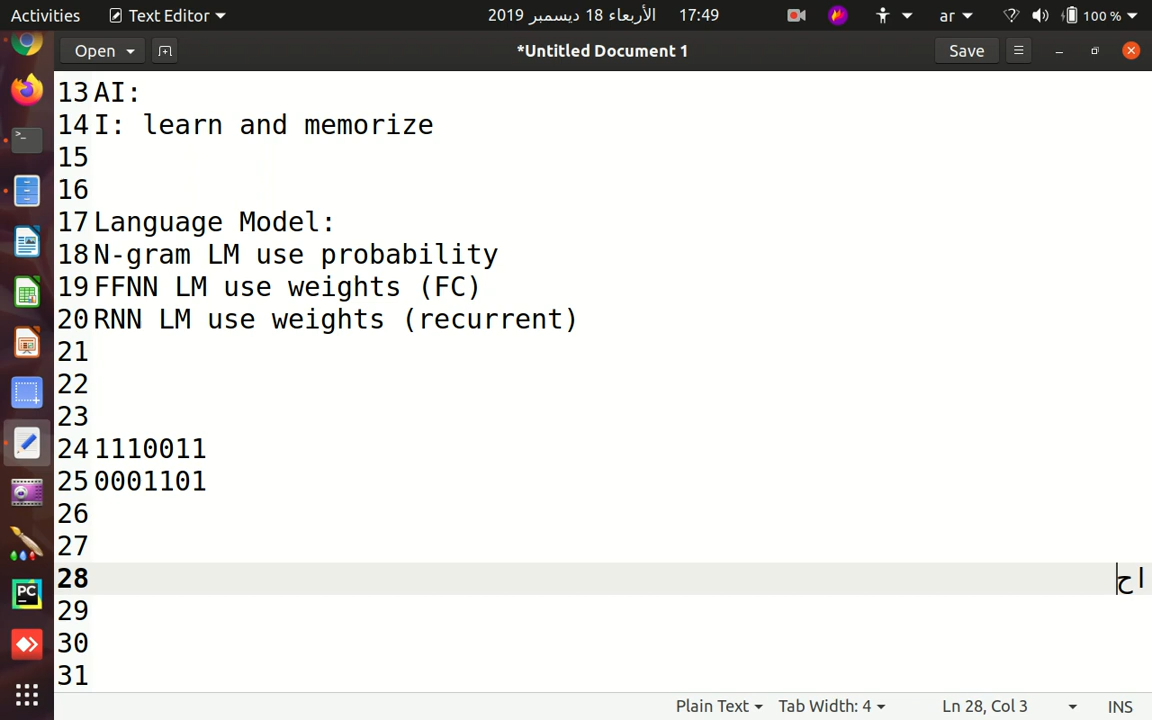 Activities Text Editor الأربعاء 18 ديسمبر 2019 17:49 ar 100 %
Open *Untitled Document 1 Save
13 AI:
14 I: learn and memorize
15
16
17 Language Model:
18 N-gram LM use probability
19 FFNN LM use weights (FC)
20 RNN LM use weights (recurrent)
21
22
23
24 1110011
25 0001101
26
27
28 اح
29
30
31
PC
Plain Text Tab Width: 4 Ln 28, Col 3 INS